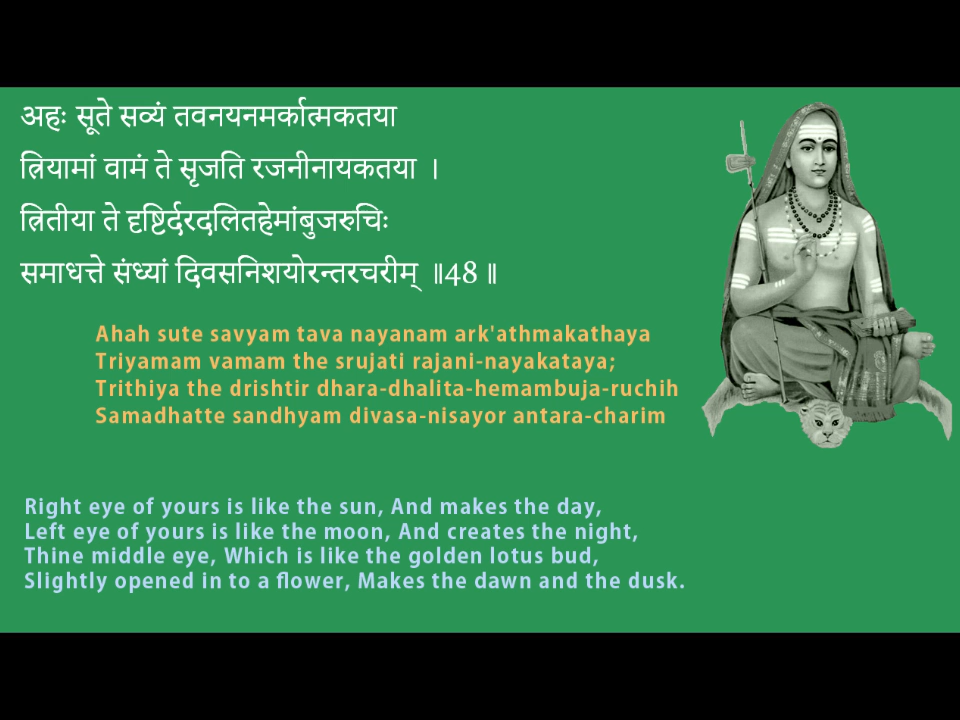 अहः सूते सव्यं तवनयनमर्कात्मकतया
त्रियामां वामं ते सृजति रजनीनायकतया ।
त्रितीया ते दृष्टिर्दरदलितहेमांबुजरुचिः
समाधत्ते संध्यां दिवसनिशयोरन्तरचरीम् ॥48॥
Ahah sute savyam tava nayanam ark'athmakathaya
Triyamam vamam the srujati rajani-nayakataya;
Trithiya the drishtir dhara-dhalita-hemambuja-ruchih
Samadhatte sandhyam divasa-nisayor antara-charim
Right eye of yours is like the sun, And makes the day,
Left eye of yours is like the moon, And creates the night,
Thine middle eye, Which is like the golden lotus bud,
Slightly opened in to a flower, Makes the dawn and the dusk.